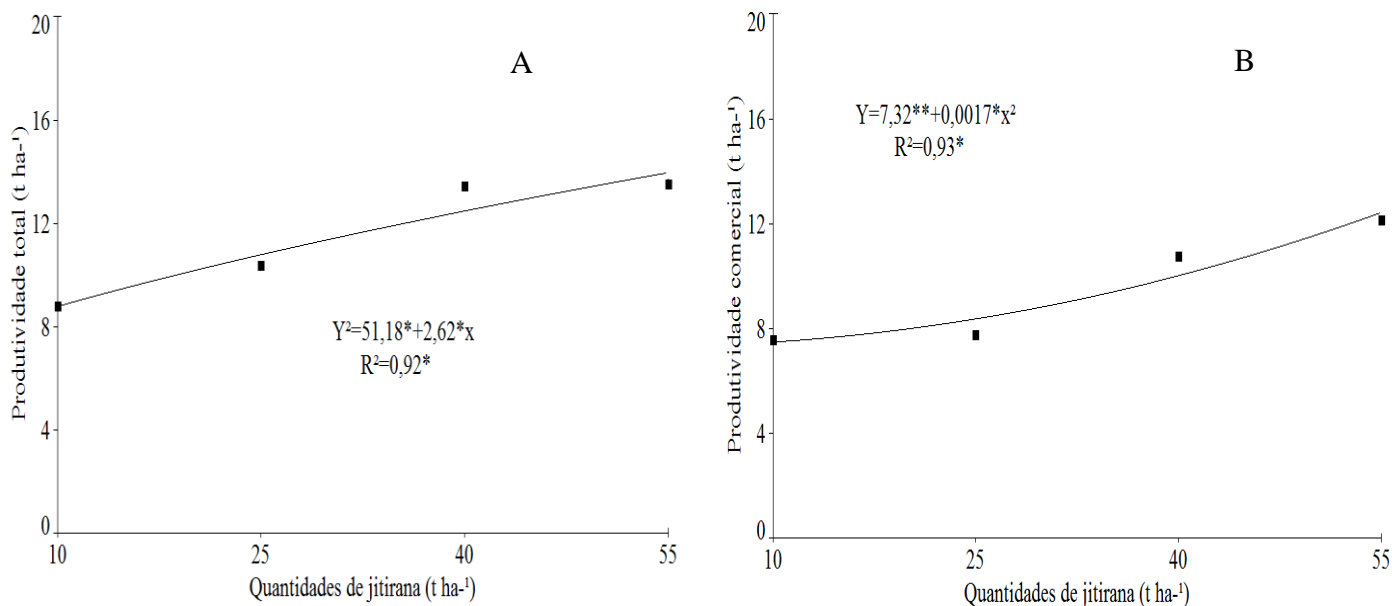 A
Produtividade total (t ha-¹)
20
16
12
8
4
0
Y²=51,18*+2,62*x
R²=0,92*
10 25 40 55
Quantidades de jitirana (t ha-¹)
B
Produtividade comercial (t ha-¹)
20
16
12
8
4
0
Y=7,32**+0,0017*x²
R²=0,93*
10 25 40 55
Quantidades de jitirana (t ha-¹)